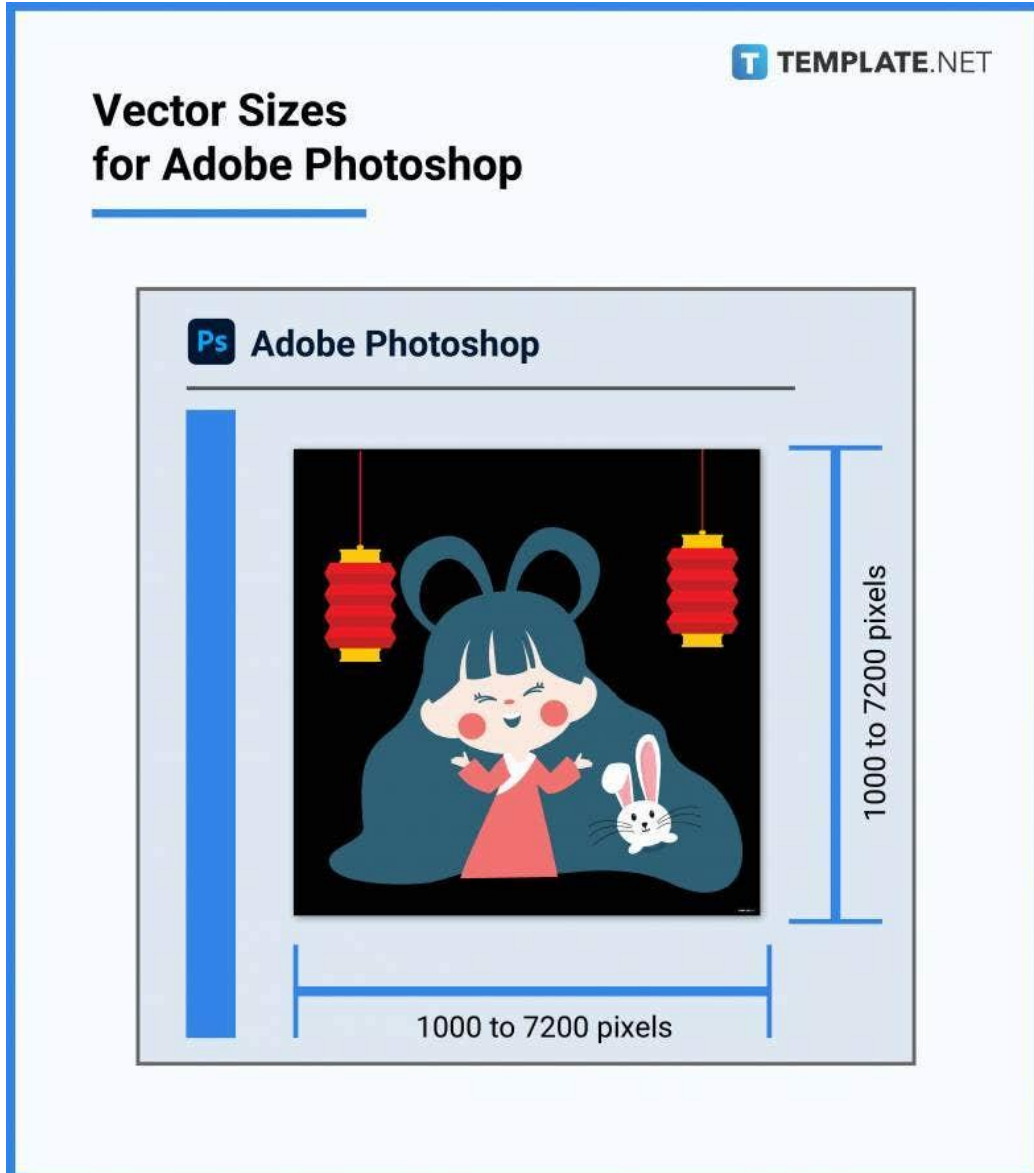 T TEMPLATE.NET
Vector Sizes
for Adobe Photoshop
Ps Adobe Photoshop
1000 to 7200 pixels
1000 to 7200 pixels